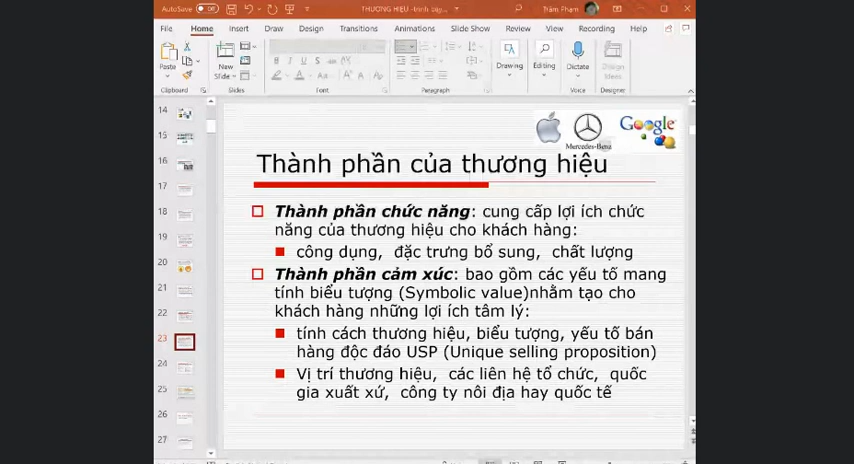 AutoSave Off THƯƠNG HIỆU -trình bày... Trâm Phạm
File Home Insert Draw Design Transitions Animations Slide Show Review View Recording Help
Paste New Slide Drawing Editing Dictate Design Ideas
Clipboard Slides Font Paragraph Voice Designer
14
15
16
17
18
19
20
21
22
23
24
25
26
27
Mercedes-Benz Google
Thành phần của thương hiệu
Thành phần chức năng: cung cấp lợi ích chức
năng của thương hiệu cho khách hàng:
công dụng, đặc trưng bổ sung, chất lượng
Thành phần cảm xúc: bao gồm các yếu tố mang
tính biểu tượng (Symbolic value)nhằm tạo cho
khách hàng những lợi ích tâm lý:
tính cách thương hiệu, biểu tượng, yếu tố bán
hàng độc đáo USP (Unique selling proposition)
Vị trí thương hiệu, các liên hệ tổ chức, quốc
gia xuất xứ, công ty nội địa hay quốc tế